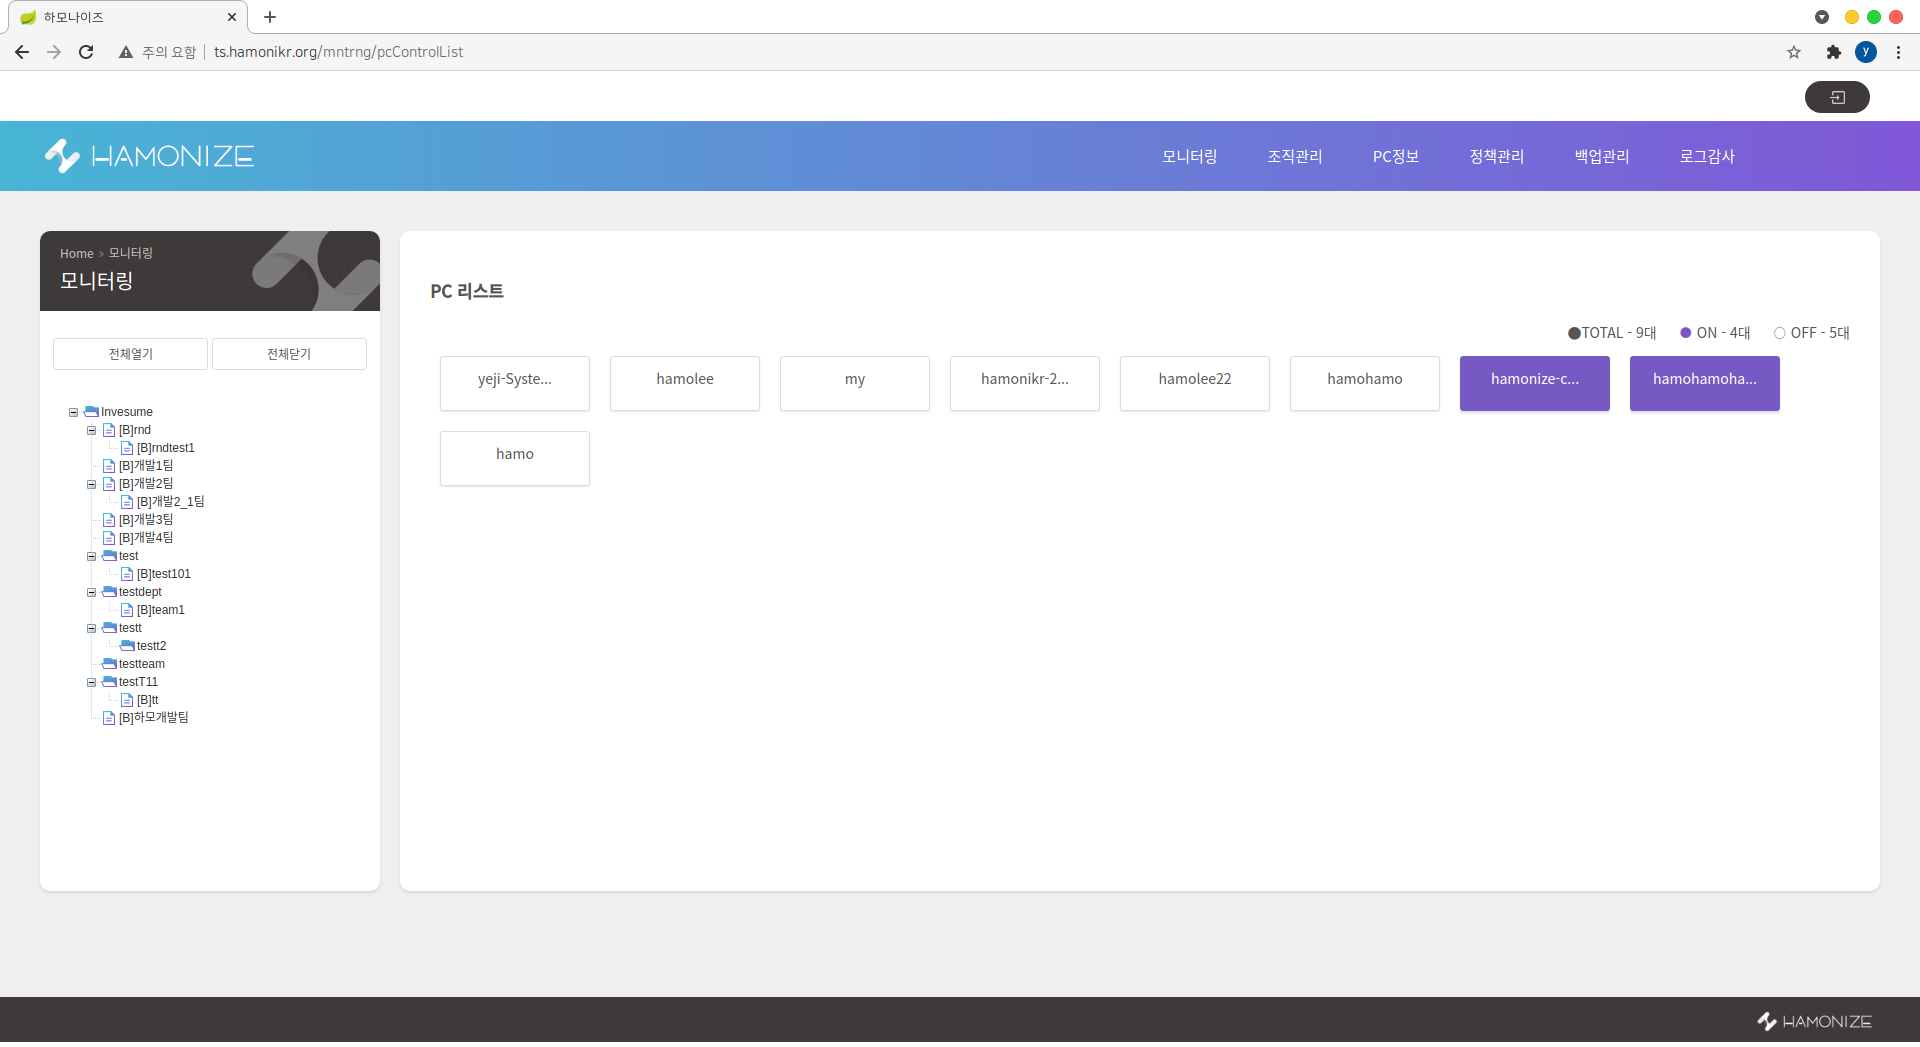 하모나이즈
주의 요함 ts.hamonikr.org/mntrng/pcControlList
y
HAMONIZE
모니터링 조직관리 PC정보 정책관리 백업관리 로그감사
Home > 모니터링
모니터링
전체열기 전체닫기
Invesume
[B]rnd
[B]rndtest1
[B]개발1팀
[B]개발2팀
[B]개발2_1팀
[B]개발3팀
[B]개발4팀
test
[B]test101
testdept
[B]team1
testt
testt2
testteam
testT11
[B]tt
[B]하모개발팀
PC 리스트
TOTAL - 9대 ON - 4대 OFF - 5대
yeji-Syste... hamolee my hamonikr-2... hamolee22 hamohamo hamonize-c... hamohamoha...
hamo
HAMONIZE